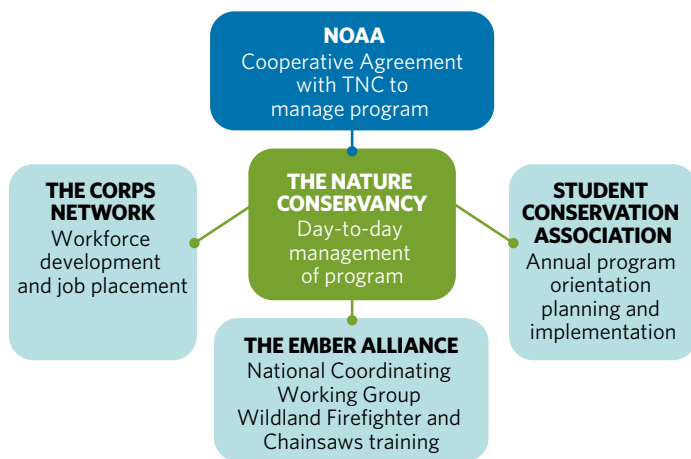 NOAA
Cooperative Agreement
with TNC to
manage program
THE CORPS
NETWORK
Workforce
development
and job placement
THE NATURE
CONSERVANCY
Day-to-day
management
of program
STUDENT
CONSERVATION
ASSOCIATION
Annual program
orientation
planning and
implementation
THE EMBER ALLIANCE
National Coordinating
Working Group
Wildland Firefighter and
Chainsaws training